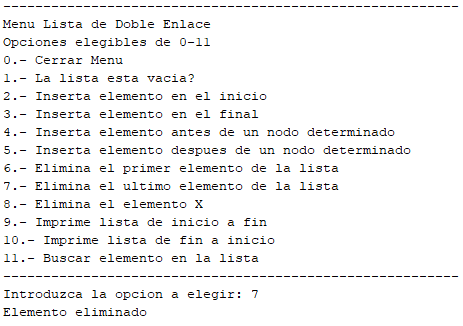 ---------------------------------------------------------
Menu Lista de Doble Enlace
Opciones elegibles de 0-11
0.- Cerrar Menu
1.- La lista esta vacia?
2.- Inserta elemento en el inicio
3.- Inserta elemento en el final
4.- Inserta elemento antes de un nodo determinado
5.- Inserta elemento despues de un nodo determinado
6.- Elimina el primer elemento de la lista
7.- Elimina el ultimo elemento de la lista
8.- Elimina el elemento X
9.- Imprime lista de inicio a fin
10.- Imprime lista de fin a inicio
11.- Buscar elemento en la lista
---------------------------------------------------------
Introduzca la opcion a elegir: 7
Elemento eliminado